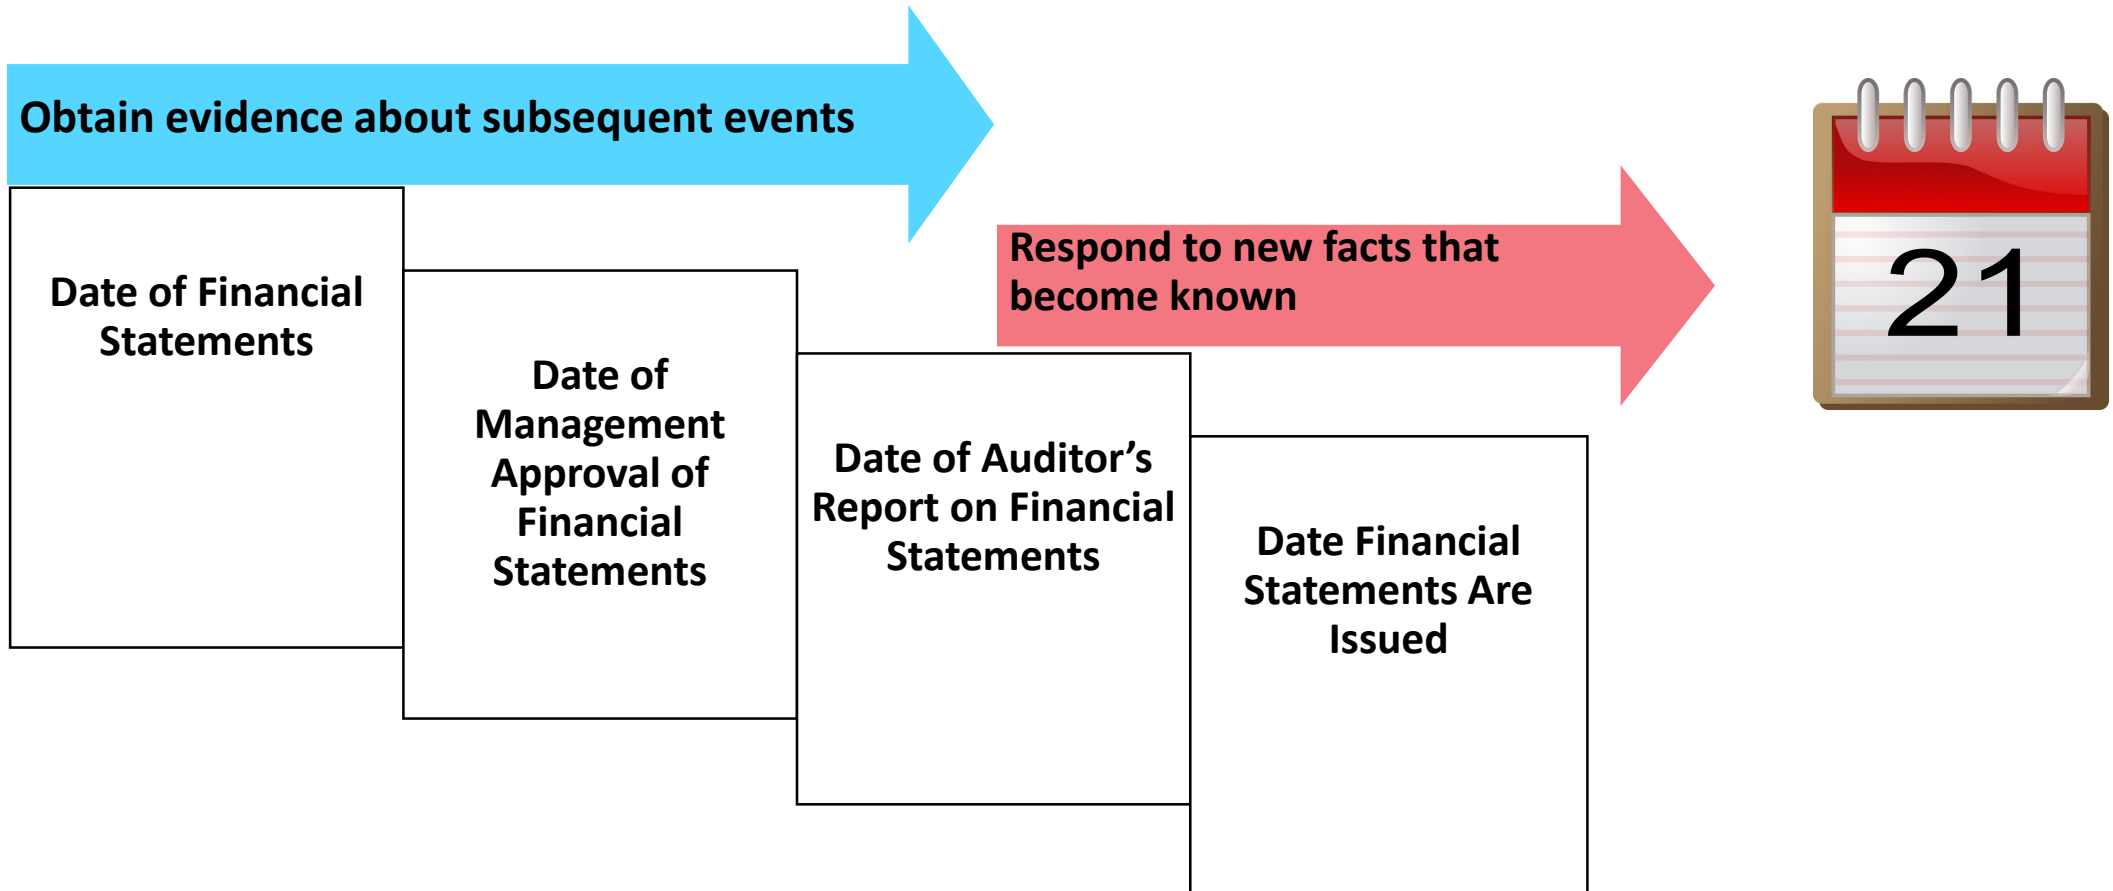 Obtain evidence about subsequent events
Respond to new facts that
become known
21
Date of Financial
Statements
Date of
Management
Approval of
Financial
Statements
Date of Auditor’s
Report on Financial
Statements
Date Financial
Statements Are
Issued